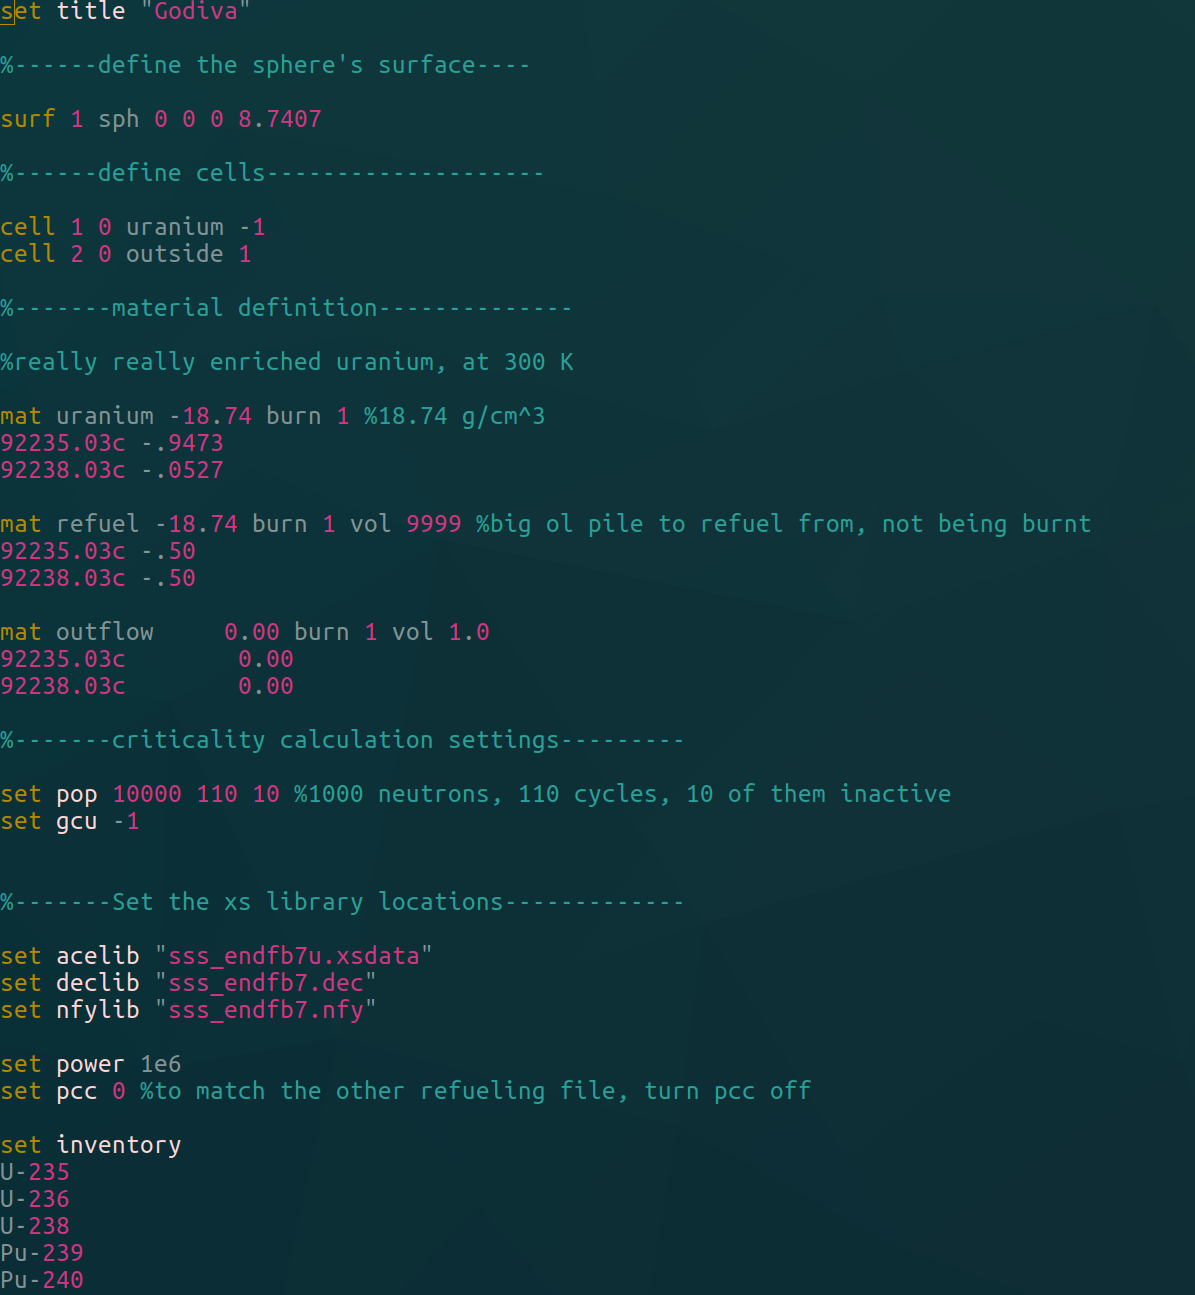 set title "Godiva"
%------define the sphere's surface----
surf 1 sph 0 0 0 8.7407
%------define cells--------------------
cell 1 0 uranium -1
cell 2 0 outside 1
%-------material definition--------------
%really really enriched uranium, at 300 K
mat uranium -18.74 burn 1 %18.74 g/cm^3
92235.03c -.9473
92238.03c -.0527
mat refuel -18.74 burn 1 vol 9999 %big ol pile to refuel from, not being burnt
92235.03c -.50
92238.03c -.50
mat outflow     0.00 burn 1 vol 1.0
92235.03c        0.00
92238.03c        0.00
%-------criticality calculation settings---------
set pop 10000 110 10 %1000 neutrons, 110 cycles, 10 of them inactive
set gcu -1
%-------Set the xs library locations-------------
set acelib "sss_endfb7u.xsdata"
set declib "sss_endfb7.dec"
set nfylib "sss_endfb7.nfy"
set power 1e6
set pcc 0 %to match the other refueling file, turn pcc off
set inventory
U-235
U-236
U-238
Pu-239
Pu-240